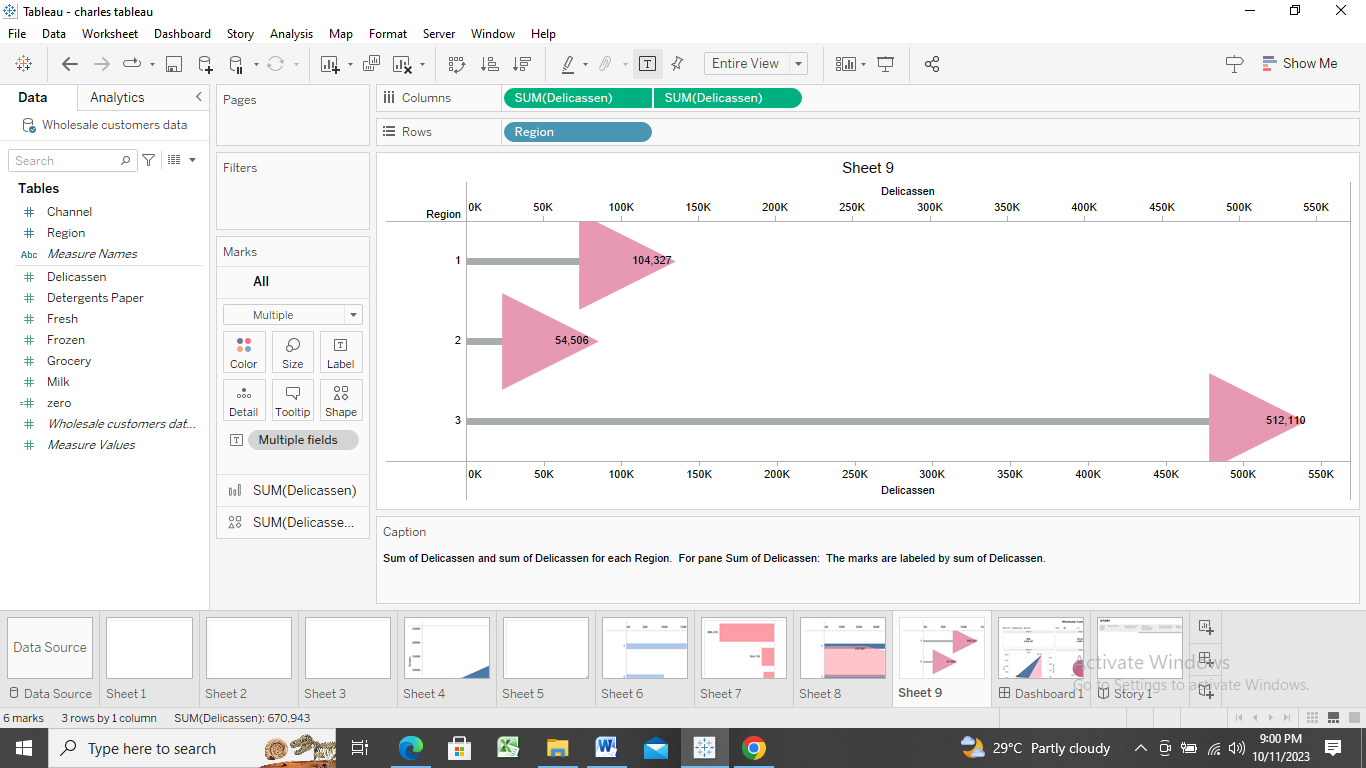 Tableau - charles tableau
File Data Worksheet Dashboard Story Analysis Map Format Server Window Help
Entire View
Show Me
Data Analytics
Wholesale customers data
Search
Tables
Channel
Region
Abc Measure Names
Delicassen
Detergents Paper
Fresh
Frozen
Grocery
Milk
zero
Wholesale customers dat...
Measure Values
Pages
Filters
Marks
All
Multiple
Color Size Label
Detail Tooltip Shape
Multiple fields
SUM(Delicassen)
SUM(Delicasse...
Columns SUM(Delicassen) SUM(Delicassen)
Rows Region
Sheet 9
Delicassen
Region 0K 50K 100K 150K 200K 250K 300K 350K 400K 450K 500K 550K
1 104,327
2 54,506
3 512,110
0K 50K 100K 150K 200K 250K 300K 350K 400K 450K 500K 550K
Delicassen
Caption
Sum of Delicassen and sum of Delicassen for each Region. For pane Sum of Delicassen: The marks are labeled by sum of Delicassen.
Data Source
Activate Windows
Go to Settings to activate Windows.
Data Source Sheet 1 Sheet 2 Sheet 3 Sheet 4 Sheet 5 Sheet 6 Sheet 7 Sheet 8 Sheet 9 Dashboard 1 Story 1
6 marks 3 rows by 1 column SUM(Delicassen): 670,943
Type here to search
29°C Partly cloudy
9:00 PM
10/11/2023